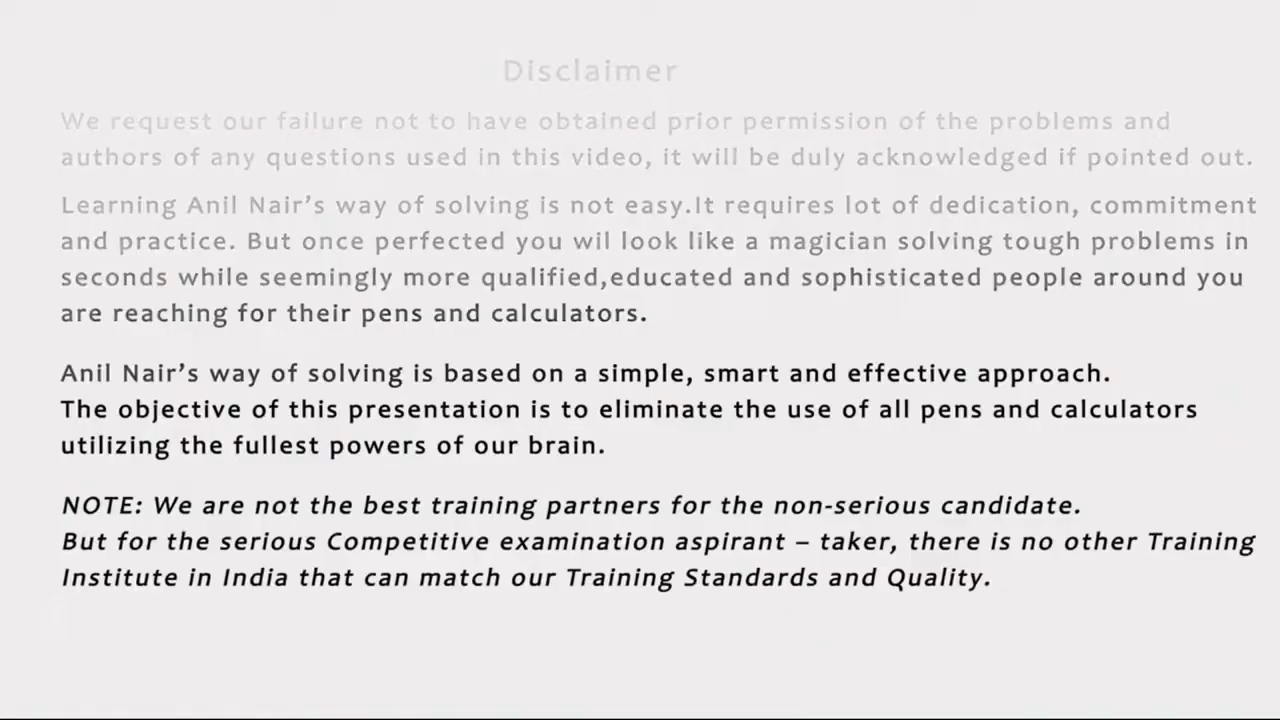 Disclaimer
We request our failure not to have obtained prior permission of the problems and
authors of any questions used in this video, it will be duly acknowledged if pointed out.
Learning Anil Nair’s way of solving is not easy.It requires lot of dedication, commitment
and practice. But once perfected you wil look like a magician solving tough problems in
seconds while seemingly more qualified,educated and sophisticated people around you
are reaching for their pens and calculators.
Anil Nair’s way of solving is based on a simple, smart and effective approach.
The objective of this presentation is to eliminate the use of all pens and calculators
utilizing the fullest powers of our brain.
NOTE: We are not the best training partners for the non-serious candidate.
But for the serious Competitive examination aspirant – taker, there is no other Training
Institute in India that can match our Training Standards and Quality.